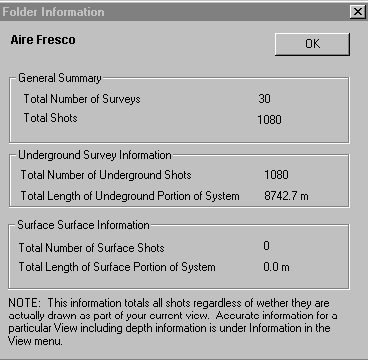 Folder Information
Aire Fresco
OK
General Summary
Total Number of Surveys 30
Total Shots 1080
Underground Survey Information
Total Number of Underground Shots 1080
Total Length of Undeground Portion of System 8742.7 m
Surface Surface Information
Total Number of Surface Shots 0
Total Length of Surface Portion of System 0.0 m
NOTE: This information totals all shots regardless of wether they are
actually drawn as part of your current view. Accurate information for a
particular View including depth information is under Information in the
View menu.